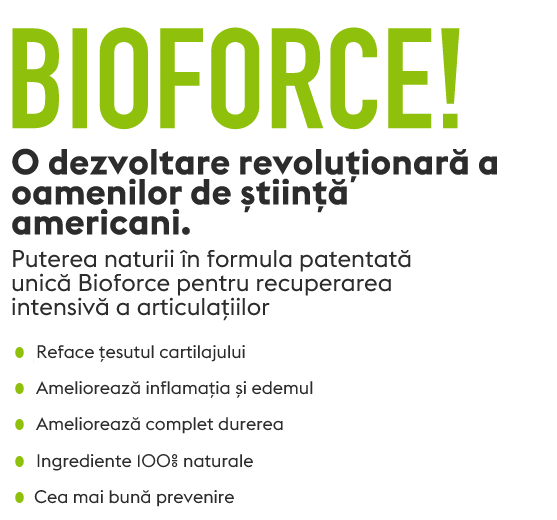 BIOFORCE!
O dezvoltare revoluționară a
oamenilor de știință
americani.
Puterea naturii în formula patentată
unică Bioforce pentru recuperarea
intensivă a articulațiilor
Reface țesutul cartilajului
Ameliorează inflamația și edemul
Ameliorează complet durerea
Ingrediente 100% naturale
Cea mai bună prevenire